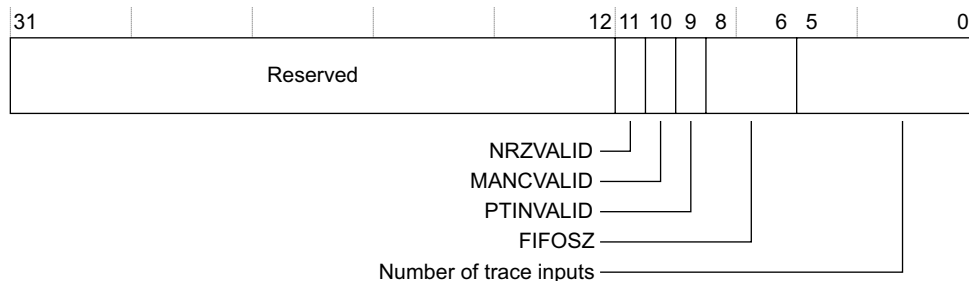 31 12 11 10 9 8 6 5 0
Reserved
NRZVALID
MANCVALID
PTINVALID
FIFOSZ
Number of trace inputs